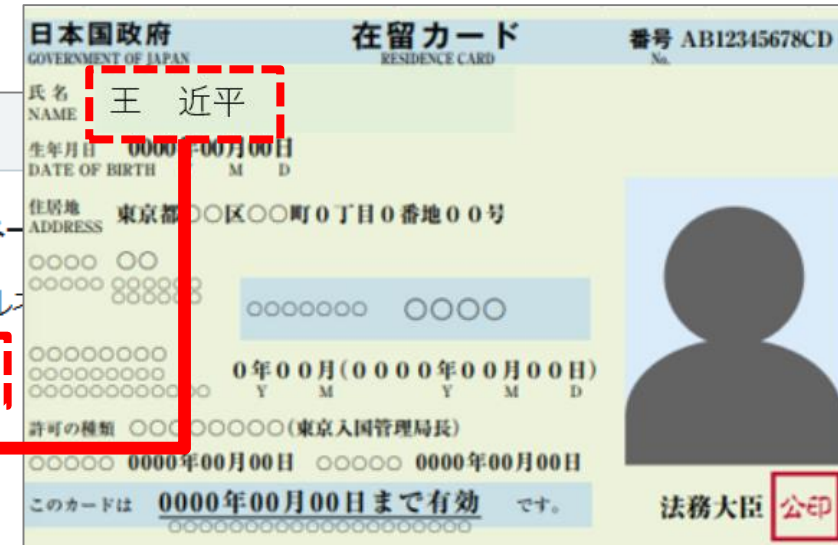 日本国政府 在留カード 番号 AB12345678CD
GOVERNMENT OF JAPAN RESIDENCE CARD No.
氏名 王 近平
NAME
生年月日 0000年00月00日
DATE OF BIRTH M D
住居地 東京都○○区○○町0丁目0番地00号
ADDRESS
○○○○ ○○
○○○○○ ○○○○○○
○○○○○○
○○○○○○○ ○○○○
○○○○○○○○
○○○○○○○○○ 0年00月(0000年00月00日)
○○○○○○○○○○○○ Y M Y M D
許可の種類 ○○○○○○○○(東京入国管理局長)
○○○○○ 0000年00月00日 ○○○○○ 0000年00月00日
このカードは 0000年00月00日まで有効 です。
○○○○○○○○○○○○○○○○○○○○
法務大臣 公印